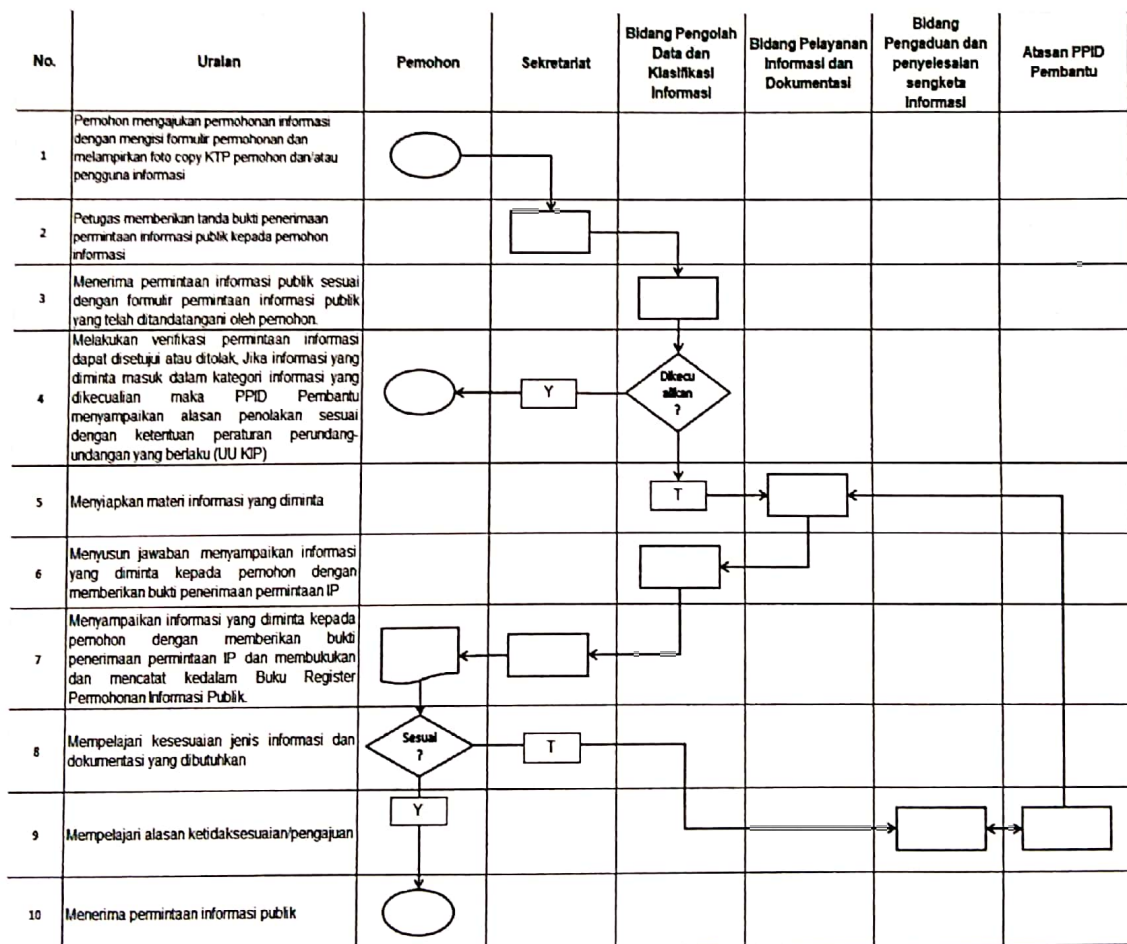 No.
Uraian
Pemohon
Sekretariat
Bidang Pengolah
Data dan
Klasifikasi
Informasi
Bidang Pelayanan
Informasi dan
Dokumentasi
Bidang
Pengaduan dan
penyelesaian
sengketa
Informasi
Atasan PPID
Pembantu
1
Pemohon mengajukan permohonan informasi
dengan mengisi formulir permohonan dan
melampirkan foto copy KTP pemohon dan/atau
pengguna informasi
2
Petugas memberikan tanda bukti penerimaan
permintaan informasi publik kepada pemohon
informasi
3
Menerima permintaan informasi publik sesuai
dengan formulir permintaan informasi publik
yang telah ditandatangani oleh pemohon.
4
Melakukan verifikasi permintaan informasi
dapat disetujui atau ditolak. Jika informasi yang
diminta masuk dalam kategori informasi yang
dikecualian maka PPID Pembantu
menyampaikan alasan penolakan sesuai
dengan ketentuan peraturan perundang-
undangan yang berlaku (UU KIP)
Y
Dikecu
alikan
?
5
Menyiapkan materi informasi yang diminta
T
6
Menyusun jawaban menyampaikan informasi
yang diminta kepada pemohon dengan
memberikan bukti penerimaan permintaan IP
7
Menyampaikan informasi yang diminta kepada
pemohon dengan memberikan bukti
penerimaan permintaan IP dan membukukan
dan mencatat kedalam Buku Register
Permohonan Informasi Publik.
8
Mempelajari kesesuaian jenis informasi dan
dokumentasi yang dibutuhkan
Sesuai
?
T
Y
9
Mempelajari alasan ketidaksesuaian/pengajuan
10
Menerima permintaan informasi publik